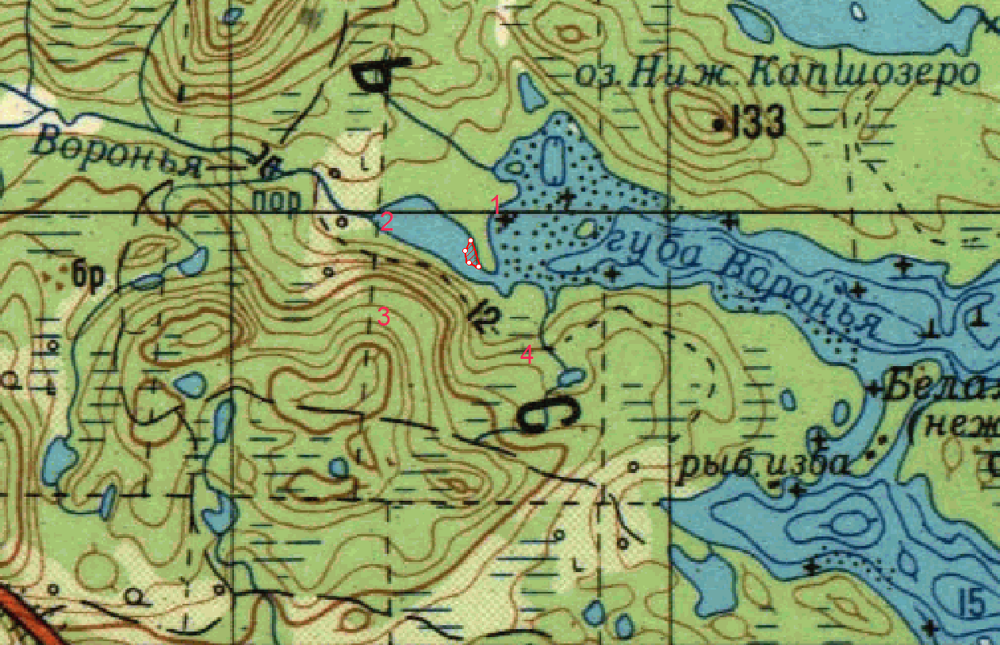 оз. Ниж. Капшозеро
133
Воронья
пор
1
2
губа Воронья
бр
12
3
4
Белая
(неж
рыб. изба
15